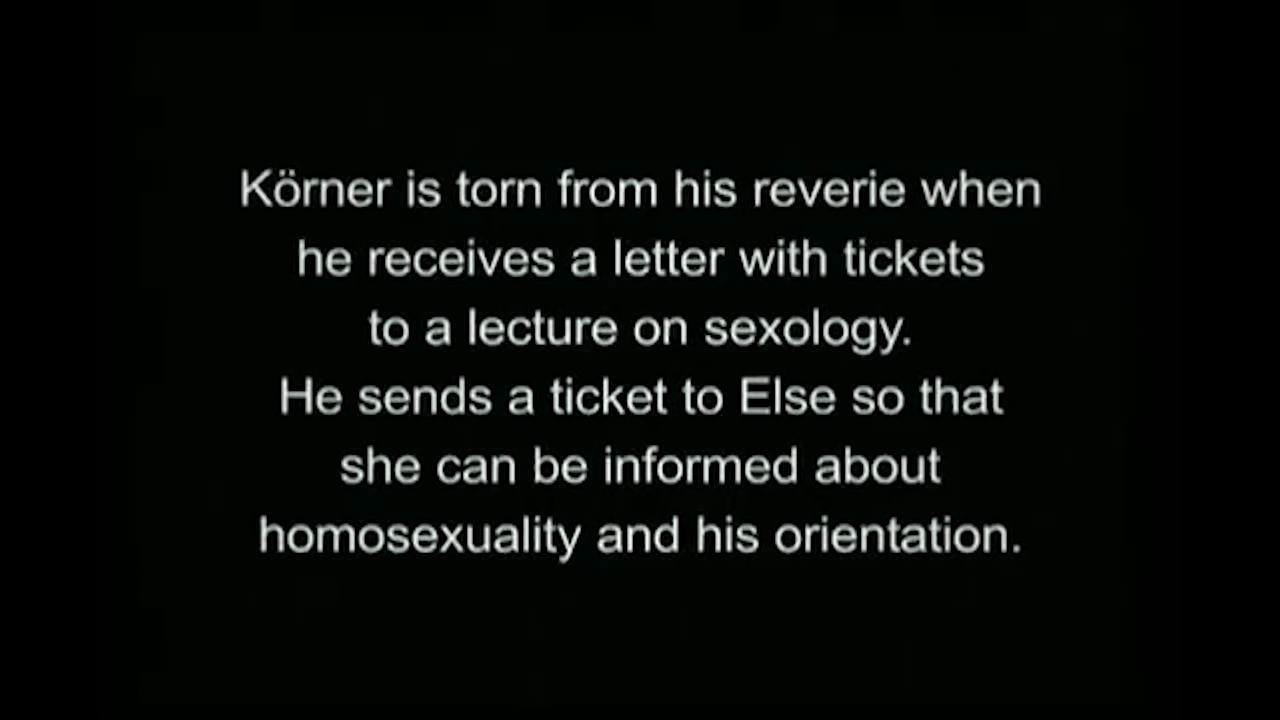 Körner is torn from his reverie when
he receives a letter with tickets
to a lecture on sexology.
He sends a ticket to Else so that
she can be informed about
homosexuality and his orientation.